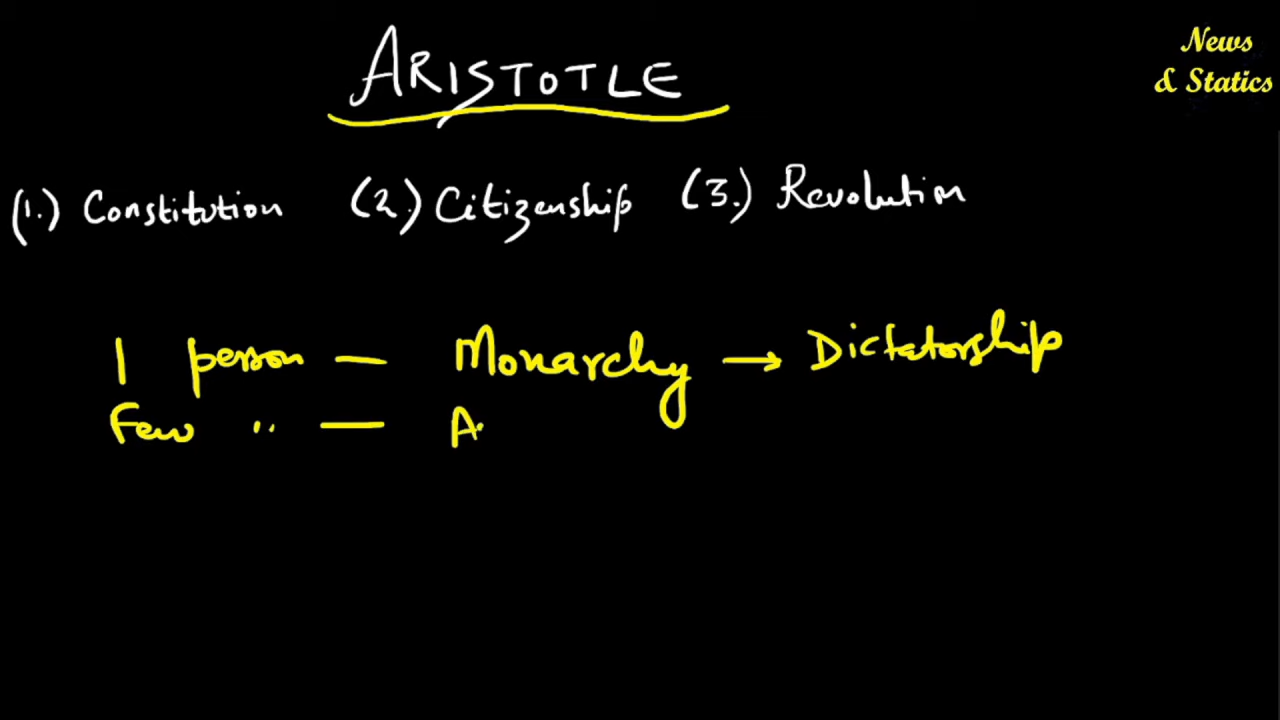 ARISTOTLE
News
& Statics
(1.) Constitution (2.) Citizenship (3.) Revolution
1 person — Monarchy → Dictatorship
Few " — A